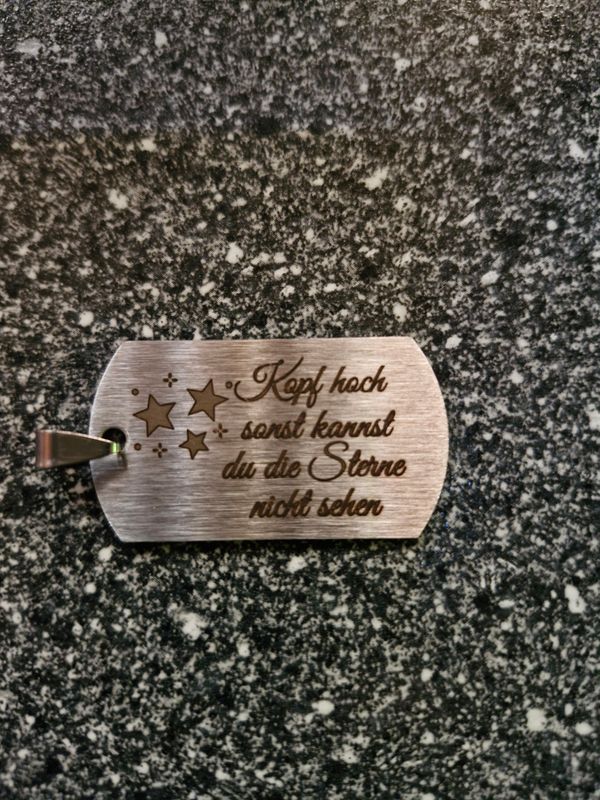 Kopf hoch
sonst kannst
du die Sterne
nicht sehen